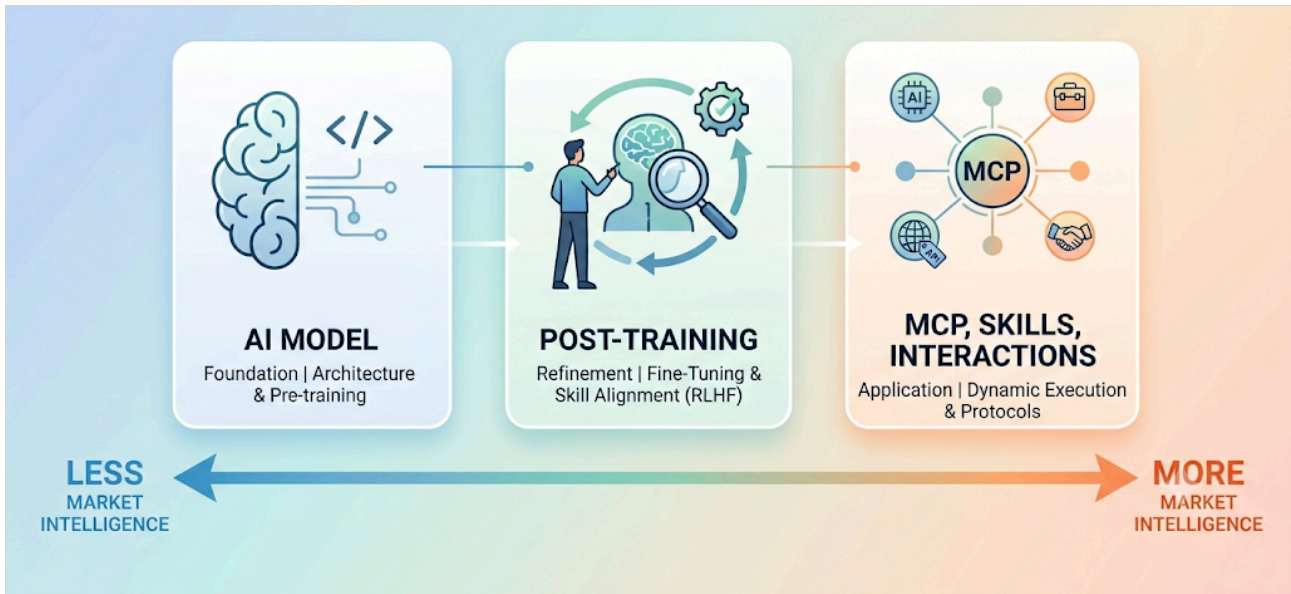 </>
AI
MCP
API
AI MODEL
Foundation | Architecture
& Pre-training
POST-TRAINING
Refinement | Fine-Tuning &
Skill Alignment (RLHF)
MCP, SKILLS,
INTERACTIONS
Application | Dynamic Execution
& Protocols
LESS
MARKET
INTELLIGENCE
MORE
MARKET
INTELLIGENCE